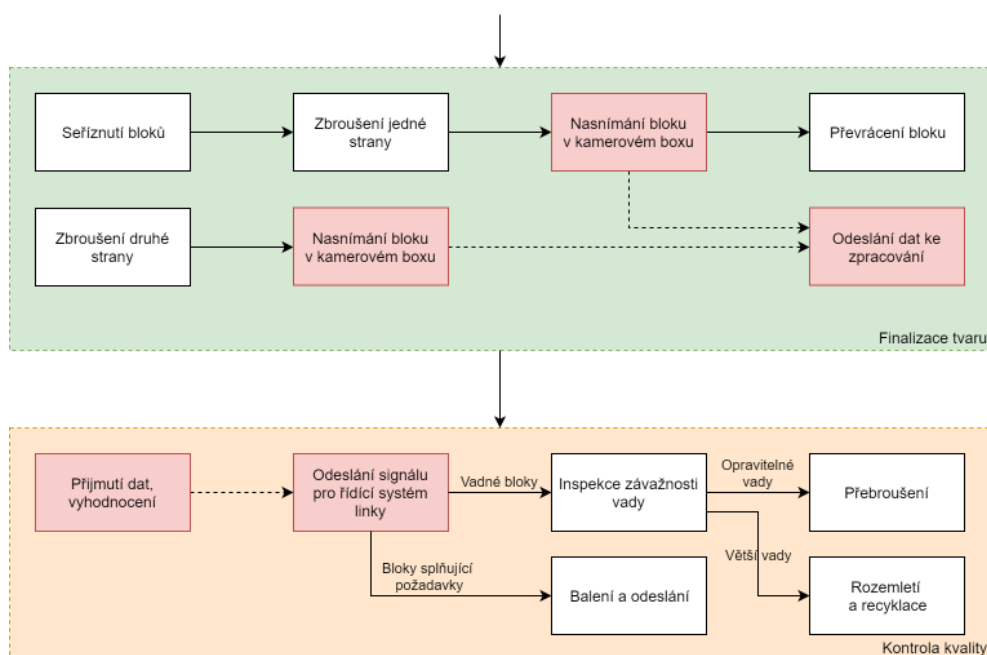 Seříznutí bloků
Zbroušení jedné
strany
Nasnímání bloku
v kamerovém boxu
Převrácení bloku
Zbroušení druhé
strany
Nasnímání bloku
v kamerovém boxu
Odeslání dat ke
zpracování
Finalizace tvaru
Přijmutí dat,
vyhodnocení
Odeslání signálu
pro řídící systém
linky
Vadné bloky
Inspekce závažnosti
vady
Opravitelné
vady
Přebroušení
Bloky splňující
požadavky
Balení a odeslání
Větší vady
Rozemletí
a recyklace
Kontrola kvality